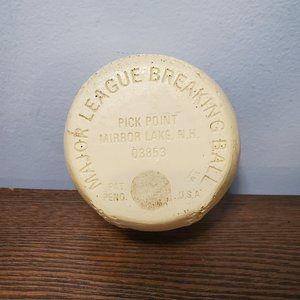 MAJOR LEAGUE BREAKING BALL
PICK POINT
MIRROR LAKE, N.H.
03853
PAT.
PEND.
U.S.A.